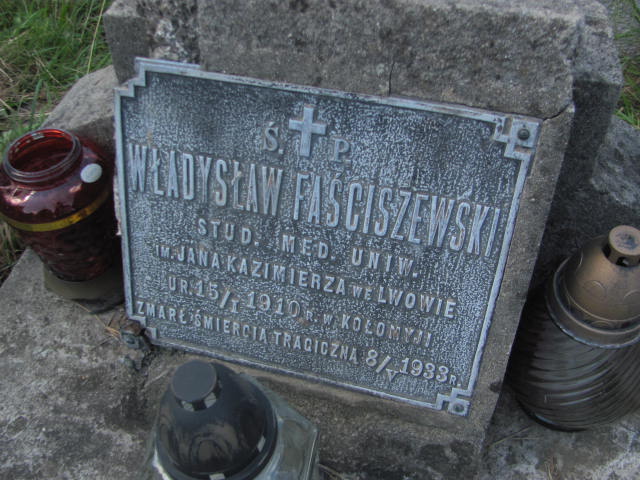 Ś. P.
WŁADYSŁAW FAŚCISZEWSKI
STUD. MED. UNIW.
IM. JANA KAZIMIERZA WE LWOWIE
UR. 15/I 1910 R. W KOŁOMYJI
ZMARŁ ŚMIERCIĄ TRAGICZNĄ 8/V 1933 R.